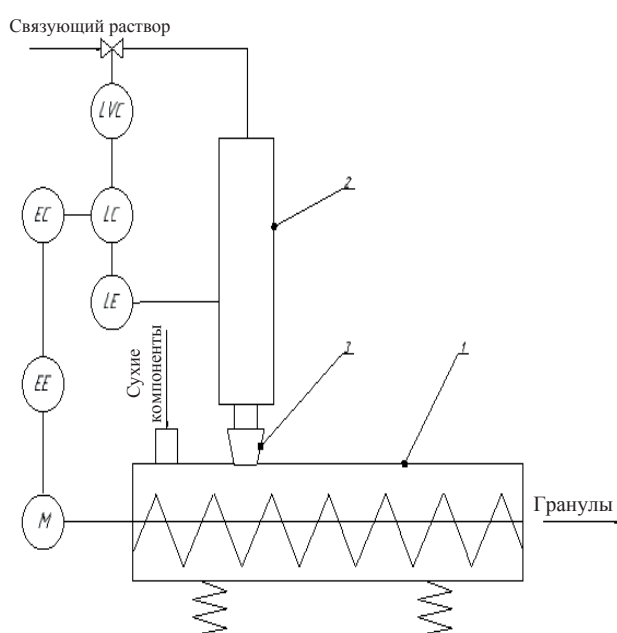 Связующий раствор
LVC
EC
LC
2
LE
Сухие
компоненты
3
1
EE
M
Гранулы